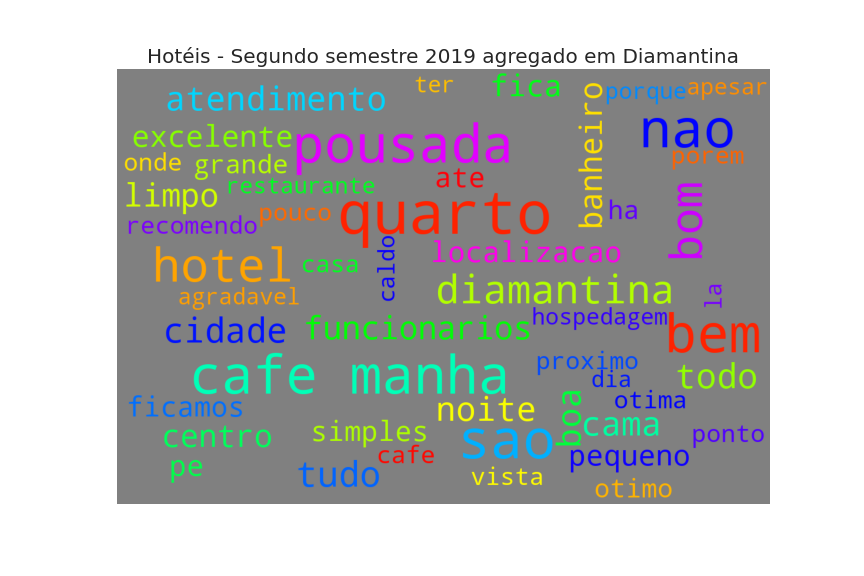 Hotéis - Segundo semestre 2019 agregado em Diamantina
ter
fica
porque
apesar
atendimento
banheiro
nao
excelente
pousada
porem
onde
grande
ate
restaurante
limpo
quarto
bom
recomendo
pouco
ha
localizacao
hotel
casa
caldo
diamantina
la
agradavel
cidade
funcionarios
hospedagem
bem
cafe manha
proximo
todo
dia
otima
ficamos
noite
boa
cama
centro
simples
sao
ponto
pe
tudo
cafe
pequeno
vista
otimo